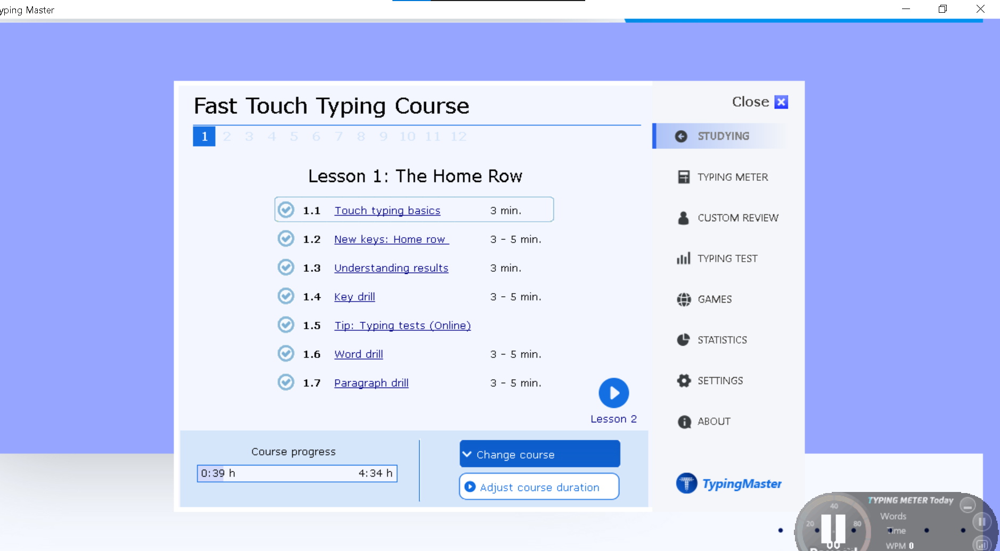 yping Master
Fast Touch Typing Course
Close
1 2 3 4 5 6 7 8 9 10 11 12
STUDYING
Lesson 1: The Home Row
1.1 Touch typing basics 3 min.
1.2 New keys: Home row 3 - 5 min.
1.3 Understanding results 3 min.
1.4 Key drill 3 - 5 min.
1.5 Tip: Typing tests (Online)
1.6 Word drill 3 - 5 min.
1.7 Paragraph drill 3 - 5 min.
Lesson 2
TYPING METER
CUSTOM REVIEW
TYPING TEST
GAMES
STATISTICS
SETTINGS
ABOUT
Course progress
0:39 h 4:34 h
Change course
Adjust course duration
TypingMaster
TYPING METER Today
20 40 80
Words
Time
WPM 0